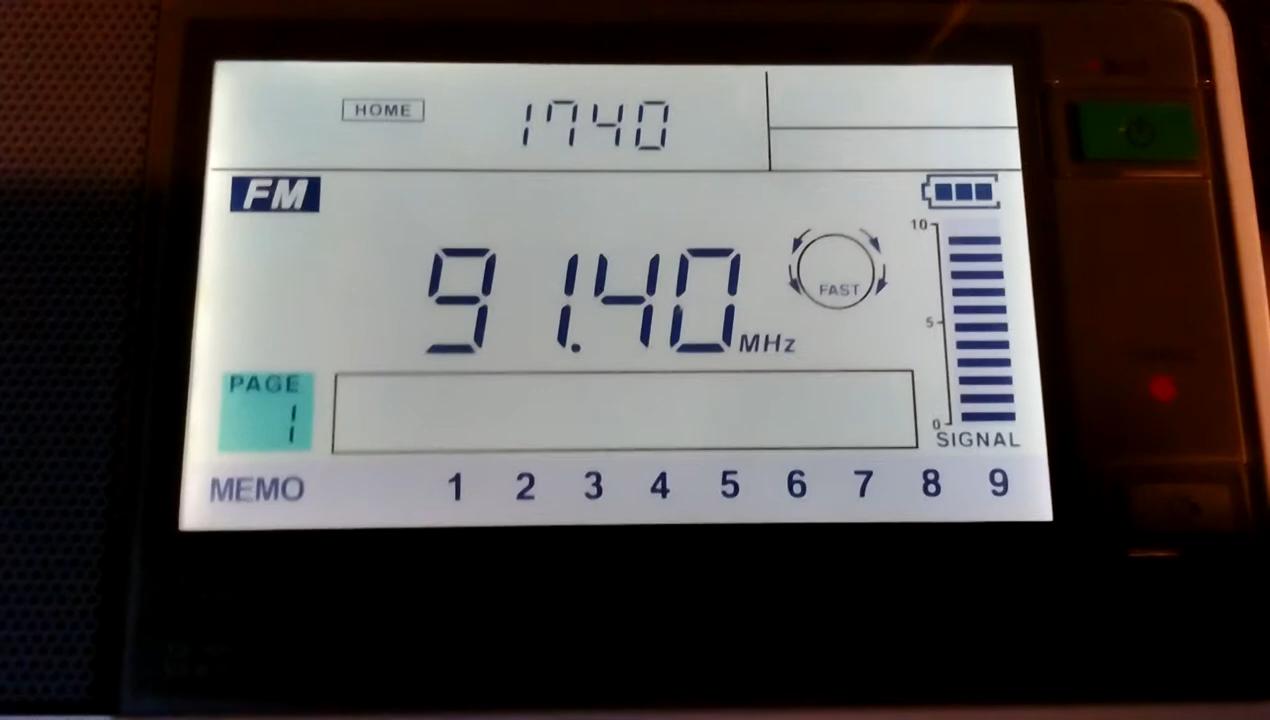 HOME 1740
FM
10
91.40 MHz
FAST
5
PAGE
1
0
SIGNAL
MEMO 1 2 3 4 5 6 7 8 9